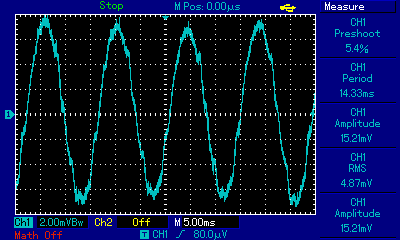 Stop M Pos: 0.00µs Measure
CH1
Preshoot
5.4%
CH1
Period
14.33ms
CH1
Amplitude
15.21mV
CH1
RMS
4.87mV
CH1
Amplitude
15.21mV
1
Ch1 2.00mVBw Ch2 Off M 5.00ms
Math Off T CH1 80.0µV